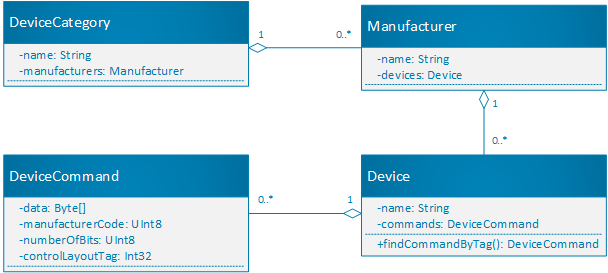 DeviceCategory
-name: String
-manufacturers: Manufacturer
1
0..*
Manufacturer
-name: String
-devices: Device
1
0..*
DeviceCommand
-data: Byte[]
-manufacturerCode: UInt8
-numberOfBits: UInt8
-controlLayoutTag: Int32
0..*
1
Device
-name: String
-commands: DeviceCommand
+findCommandByTag(): DeviceCommand